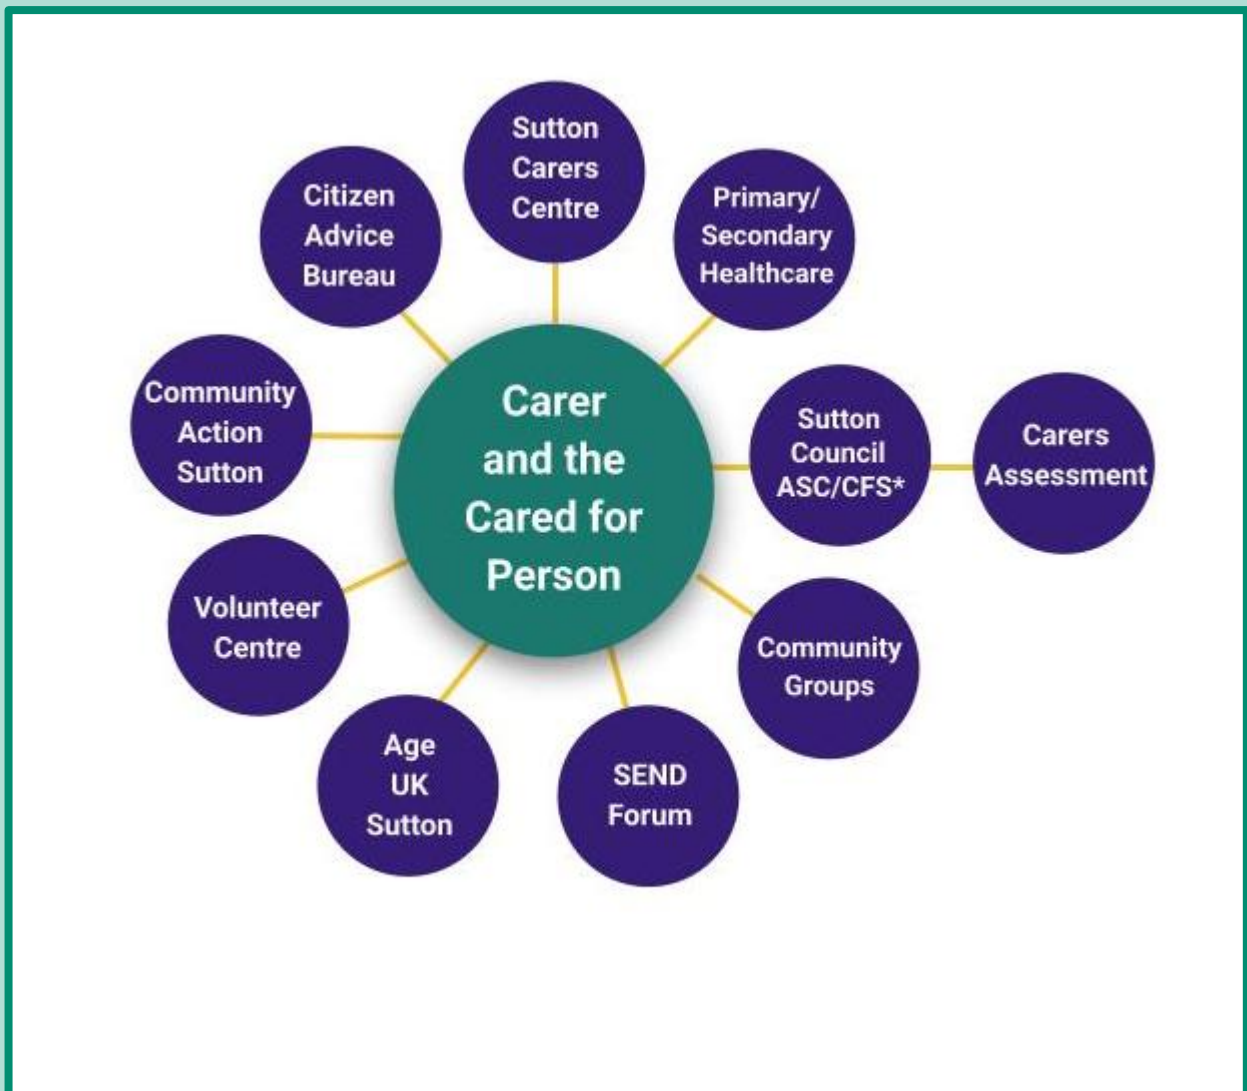 Sutton
Carers
Centre
Primary/
Secondary
Healthcare
Citizen
Advice
Bureau
Community
Action
Sutton
Carer
and the
Cared for
Person
Sutton
Council
ASC/CFS*
Carers
Assessment
Volunteer
Centre
Community
Groups
Age
UK
Sutton
SEND
Forum